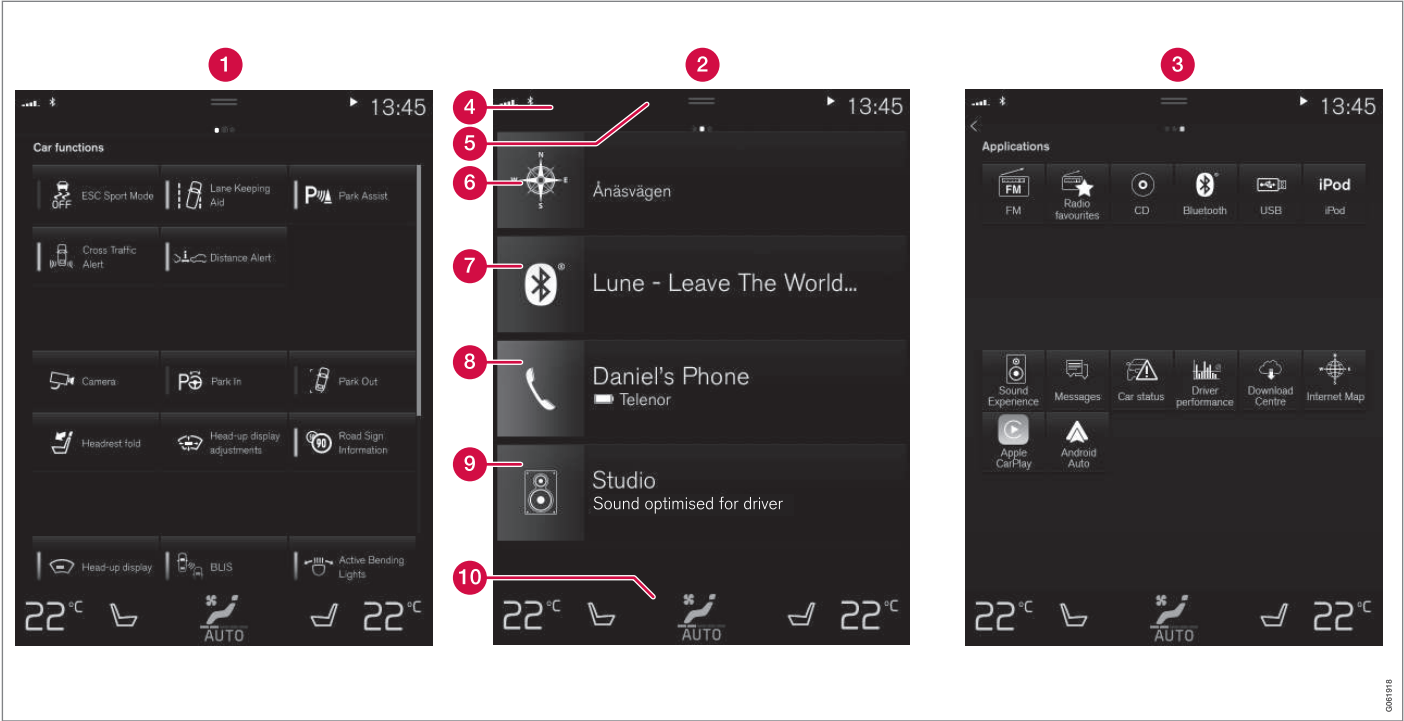 1
2
3
13:45
Car functions
ESC Sport Mode
OFF
Lane Keeping
Aid
P
Park Assist
Cross Traffic
Alert
Distance Alert
Camera
P
Park In
Park Out
Headrest fold
Head-up display
adjustments
90
Road Sign
Information
Head-up display
BLIS
Active Bending
Lights
22°C
AUTO
22°C
4
5
6
7
8
9
10
13:45
N
W
E
S
Ånäsvägen
®
Lune - Leave The World...
Daniel's Phone
Telenor
Studio
Sound optimised for driver
22°C
AUTO
22°C
13:45
Applications
FM
FM
Radio
favourites
CD
Bluetooth
USB
iPod
iPod
Sound
Experience
Messages
Car status
Driver
performance
Download
Centre
Internet Map
Apple
CarPlay
Android
Auto
22°C
AUTO
22°C
G061918